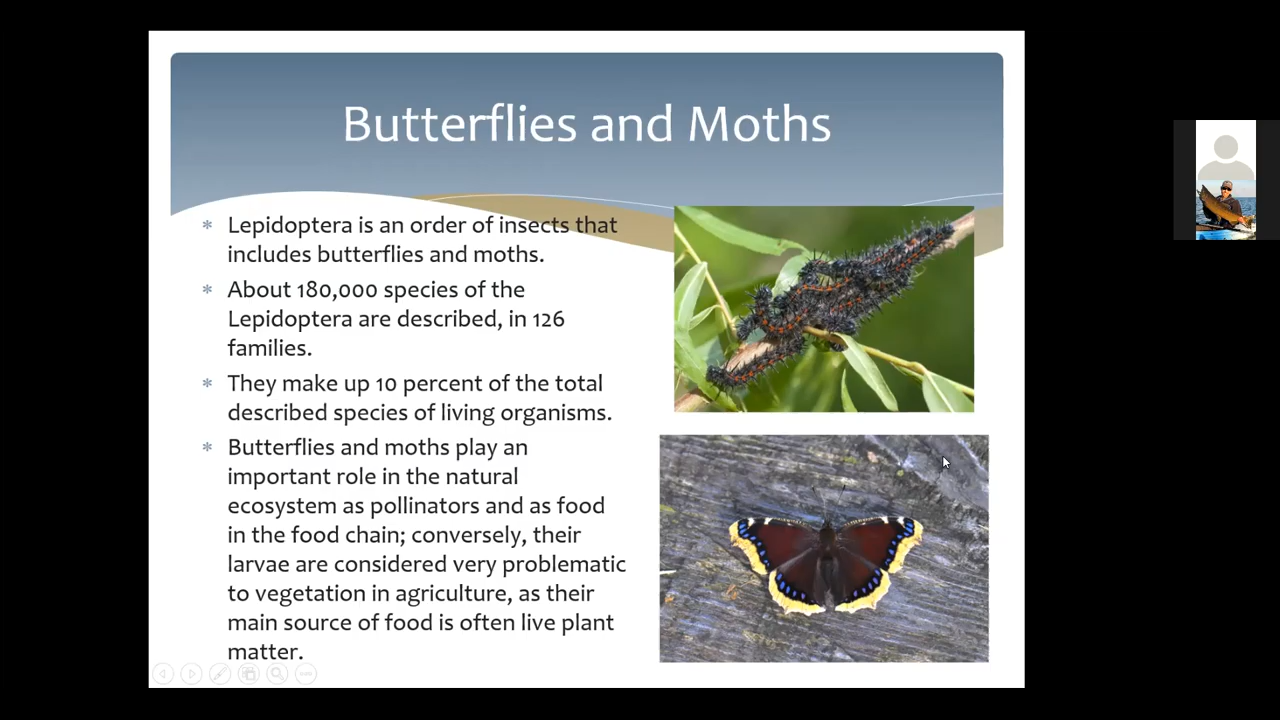 Butterflies and Moths
* Lepidoptera is an order of insects that
includes butterflies and moths.
* About 180,000 species of the
Lepidoptera are described, in 126
families.
* They make up 10 percent of the total
described species of living organisms.
* Butterflies and moths play an
important role in the natural
ecosystem as pollinators and as food
in the food chain; conversely, their
larvae are considered very problematic
to vegetation in agriculture, as their
main source of food is often live plant
matter.